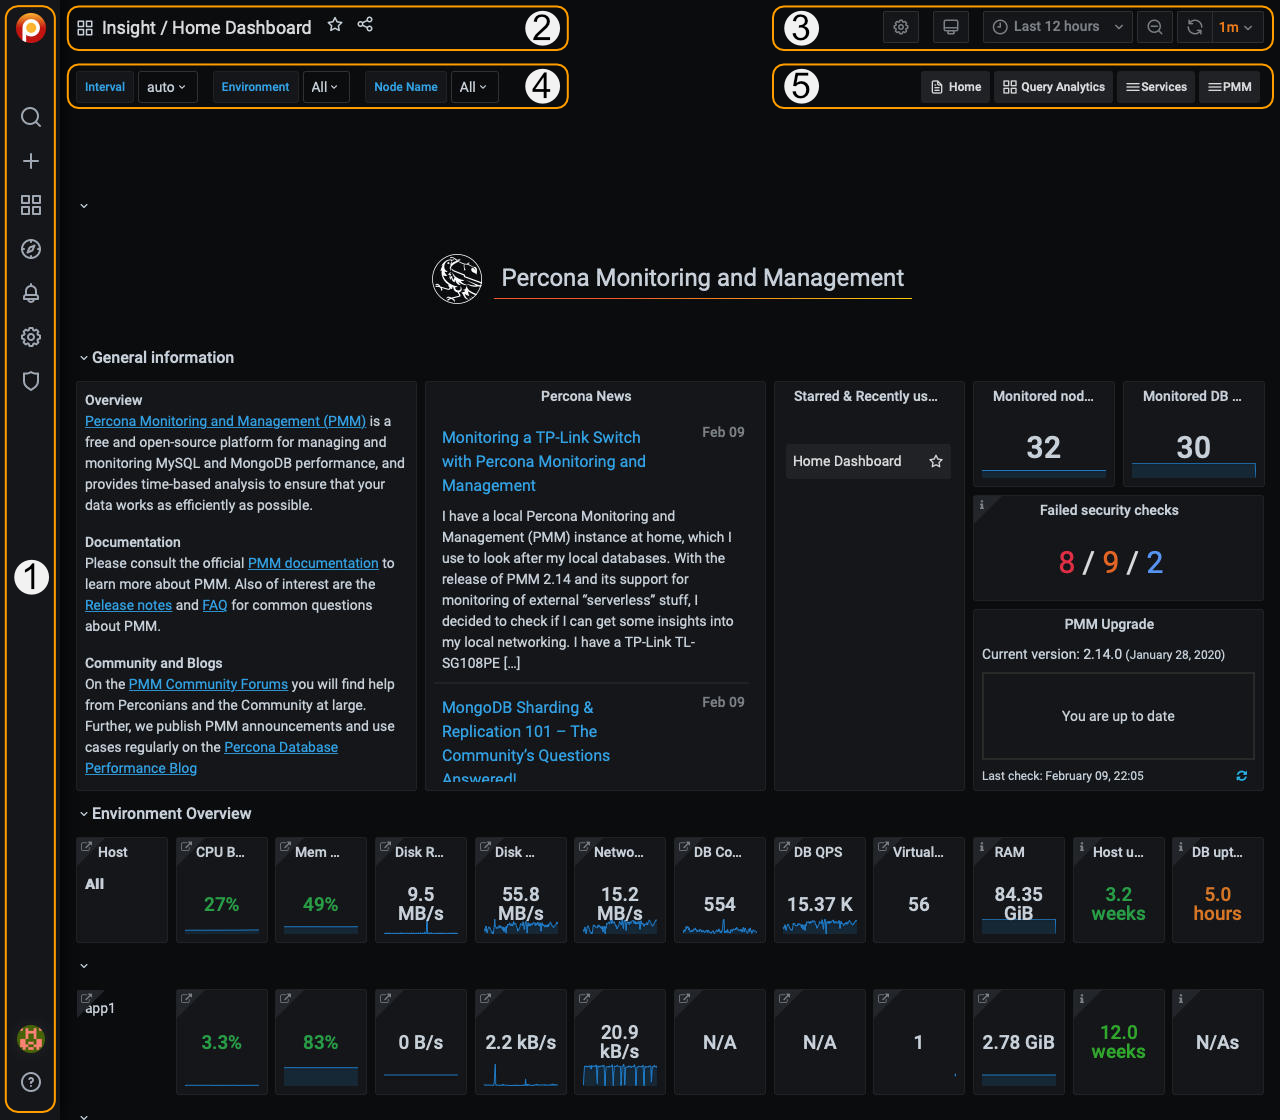 Insight / Home Dashboard
2
3
Last 12 hours
1m
Interval
auto
Environment
All
Node Name
All
4
5
Home
Query Analytics
Services
PMM
1
Percona Monitoring and Management
General information
Overview
Percona Monitoring and Management (PMM) is a
free and open-source platform for managing and
monitoring MySQL and MongoDB performance, and
provides time-based analysis to ensure that your
data works as efficiently as possible.
Documentation
Please consult the official PMM documentation to
learn more about PMM. Also of interest are the
Release notes and FAQ for common questions
about PMM.
Community and Blogs
On the PMM Community Forums you will find help
from Perconians and the Community at large.
Further, we publish PMM announcements and use
cases regularly on the Percona Database
Performance Blog
Percona News
Monitoring a TP-Link Switch
with Percona Monitoring and
Management
Feb 09
I have a local Percona Monitoring and
Management (PMM) instance at home, which I
use to look after my local databases. With the
release of PMM 2.14 and its support for
monitoring of external “serverless” stuff, I
decided to check if I can get some insights into
my local networking. I have a TP-Link TL-
SG108PE [...]
MongoDB Sharding &
Replication 101 – The
Community's Questions
Answered!
Feb 09
Starred & Recently us...
Home Dashboard
Monitored nod...
32
Monitored DB ...
30
Failed security checks
8 / 9 / 2
PMM Upgrade
Current version: 2.14.0 (January 28, 2020)
You are up to date
Last check: February 09, 22:05
Environment Overview
Host
All
CPU B...
27%
Mem ...
49%
Disk R...
9.5
MB/s
Disk ...
55.8
MB/s
Netwo...
15.2
MB/s
DB Co...
554
DB QPS
15.37 K
Virtual...
56
RAM
84.35
GiB
Host u...
3.2
weeks
DB upt...
5.0
hours
app1
3.3%
83%
0 B/s
2.2 kB/s
20.9
kB/s
N/A
N/A
1
2.78 GiB
12.0
weeks
N/As